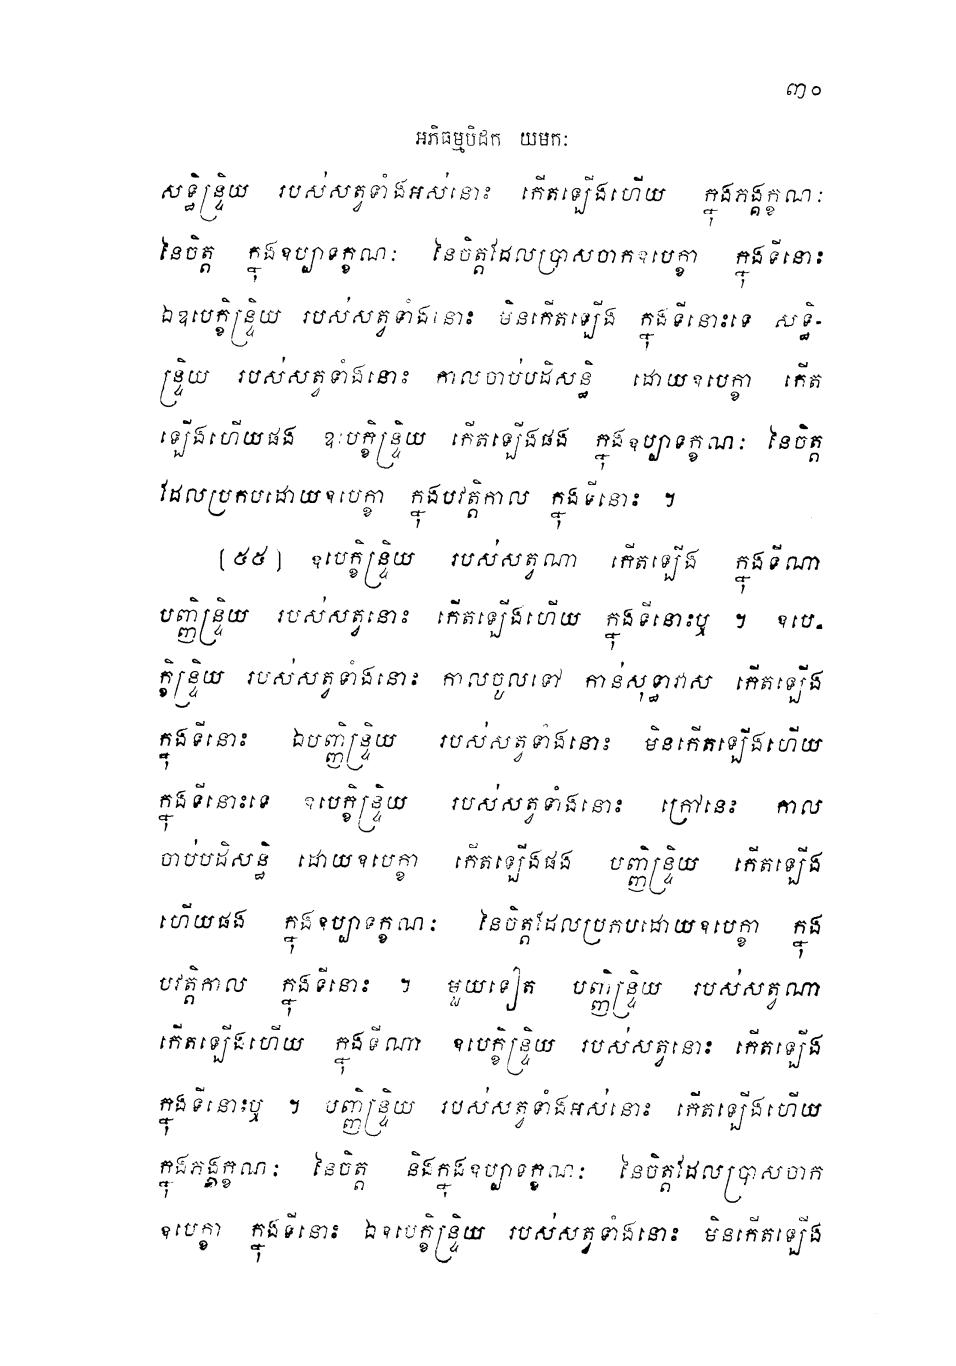 ៣០
អភិធម្មបិដក យមកៈ
សទ្ធិន្ទ្រិយ របស់សត្វទាំងអស់នោះ កើតឡើងហើយ ក្នុងភង្គក្ខណៈ
នៃចិត្ត ក្នុងឧប្បាទក្ខណៈ នៃចិត្តដែលប្រាសចាកឧបេក្ខា ក្នុងទីនោះ
ឯឧបេក្ខិន្ទ្រិយ របស់សត្វទាំងនោះ មិនកើតឡើង ក្នុងទីនោះទេ សទ្ធិ-
ន្ទ្រិយ របស់សត្វទាំងនោះ កាលចាប់បដិសន្ធិ ដោយឧបេក្ខា កើត
ឡើងហើយផង ឧបេក្ខិន្ទ្រិយ កើតឡើងផង ក្នុងឧប្បាទក្ខណៈ នៃចិត្ត
ដែលប្រកបដោយឧបេក្ខា ក្នុងបវត្តិកាល ក្នុងទីនោះ ។
[៥៥] ឧបេក្ខិន្ទ្រិយ របស់សត្វណា កើតឡើង ក្នុងទីណា
បញ្ញិន្ទ្រិយ របស់សត្វនោះ កើតឡើងហើយ ក្នុងទីនោះឬ ។ ឧបេ-
ក្ខិន្ទ្រិយ របស់សត្វទាំងនោះ កាលចូលទៅ កាន់សុទ្ធាវាស កើតឡើង
ក្នុងទីនោះ ឯបញ្ញិន្ទ្រិយ របស់សត្វទាំងនោះ មិនកើតឡើងហើយ
ក្នុងទីនោះទេ ឧបេក្ខិន្ទ្រិយ របស់សត្វទាំងនោះ ក្រៅនេះ កាល
ចាប់បដិសន្ធិ ដោយឧបេក្ខា កើតឡើងផង បញ្ញិន្ទ្រិយ កើតឡើង
ហើយផង ក្នុងឧប្បាទក្ខណៈ នៃចិត្តដែលប្រកបដោយឧបេក្ខា ក្នុង
បវត្តិកាល ក្នុងទីនោះ ។ មួយទៀត បញ្ញិន្ទ្រិយ របស់សត្វណា
កើតឡើងហើយ ក្នុងទីណា ឧបេក្ខិន្ទ្រិយ របស់សត្វនោះ កើតឡើង
ក្នុងទីនោះឬ ។ បញ្ញិន្ទ្រិយ របស់សត្វទាំងអស់នោះ កើតឡើងហើយ
ក្នុងភង្គក្ខណៈ នៃចិត្ត និងក្នុងឧប្បាទក្ខណៈ នៃចិត្តដែលប្រាសចាក
ឧបេក្ខា ក្នុងទីនោះ ឯឧបេក្ខិន្ទ្រិយ របស់សត្វទាំងនោះ មិនកើតឡើង